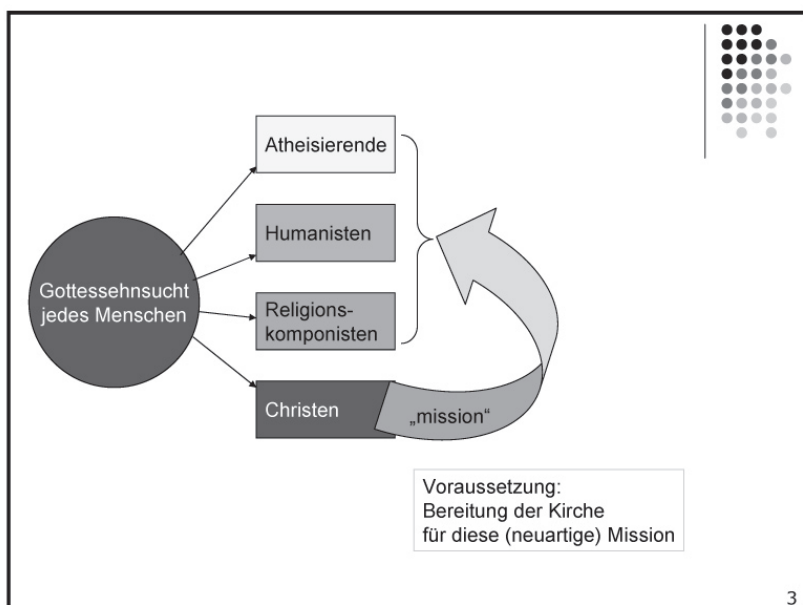 Atheisierende
Humanisten
Gottessehnsucht
jedes Menschen
Religions-
komponisten
Christen
„mission“
Voraussetzung:
Bereitung der Kirche
für diese (neuartige) Mission
3